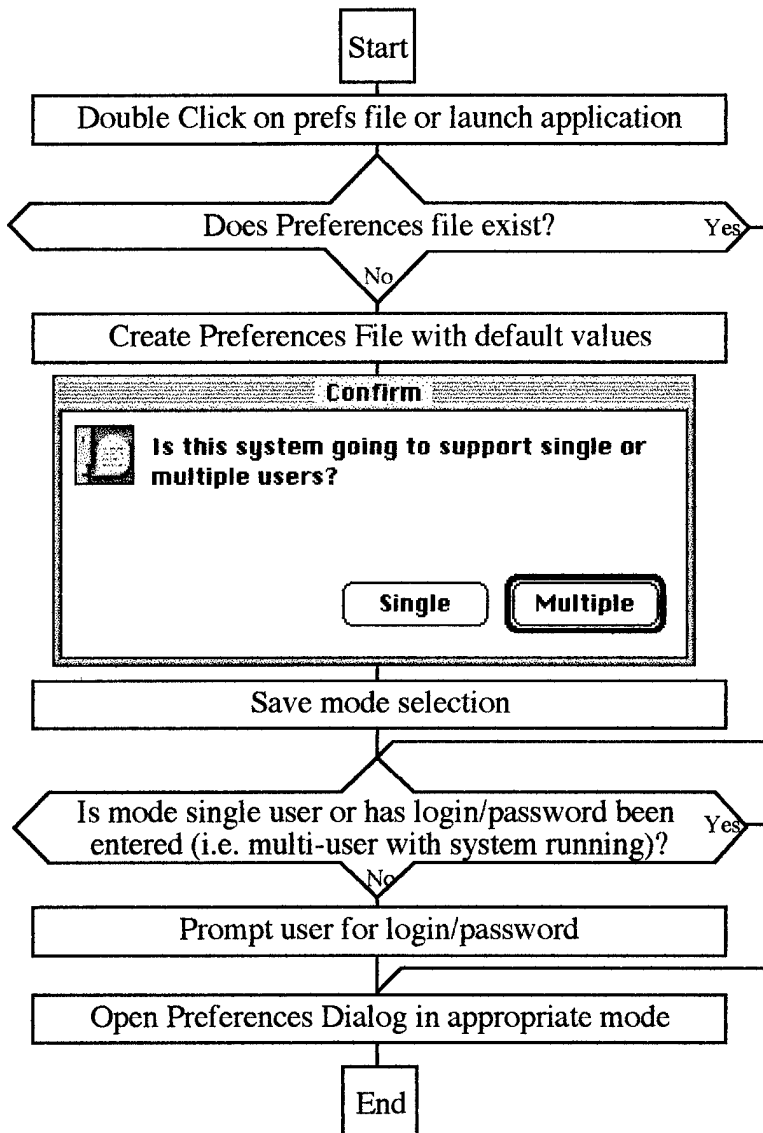 Start
Double Click on prefs file or launch application
Does Preferences file exist?
Yes
No
Create Preferences File with default values
Confirm
Is this system going to support single or
multiple users?
Single
Multiple
Save mode selection
Is mode single user or has login/password been
entered (i.e. multi-user with system running)?
Yes
No
Prompt user for login/password
Open Preferences Dialog in appropriate mode
End